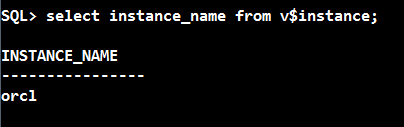 SQL> select instance_name from v$instance;
INSTANCE_NAME
----------------
orcl